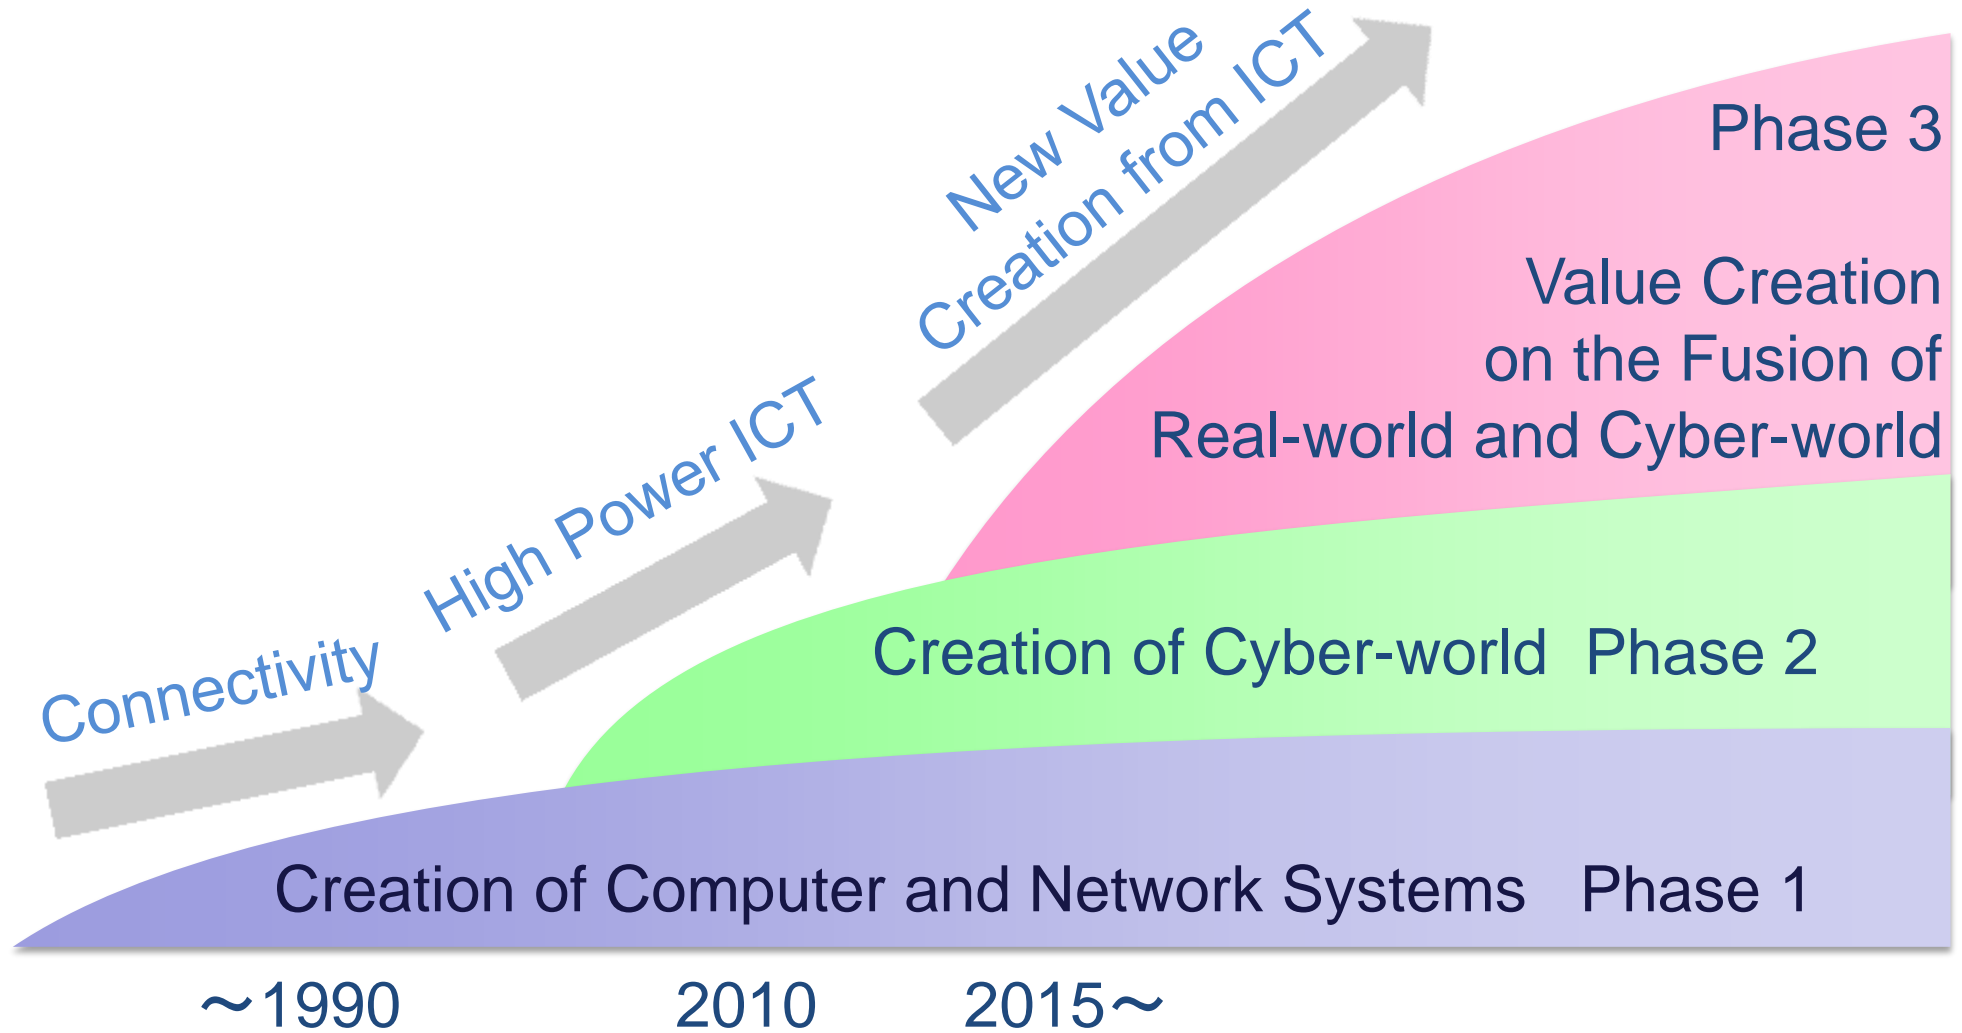 New Value
Creation from ICT
High Power ICT
Connectivity
Phase 3
Value Creation
on the Fusion of
Real-world and Cyber-world
Creation of Cyber-world Phase 2
Creation of Computer and Network Systems Phase 1
～1990
2010
2015～